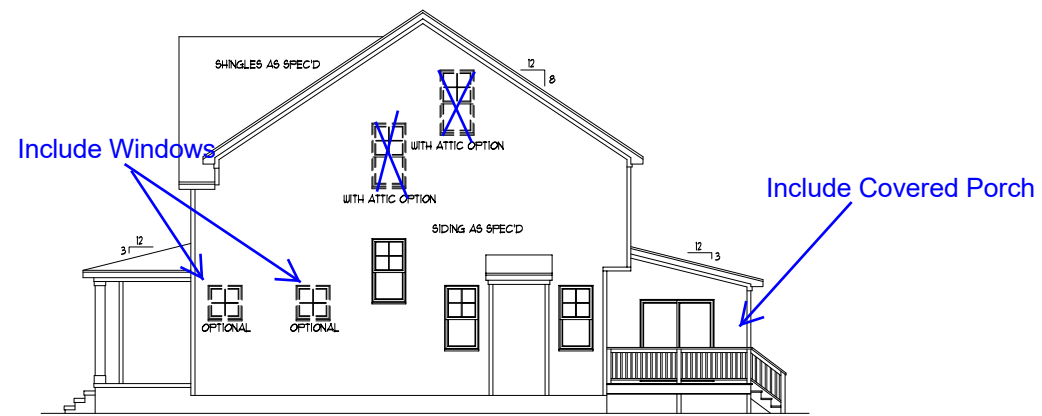 SHINGLES AS SPEC'D
12
8
WITH ATTIC OPTION
Include Windows
WITH ATTIC OPTION
Include Covered Porch
SIDING AS SPEC'D
12
3
12
3
OPTIONAL
OPTIONAL